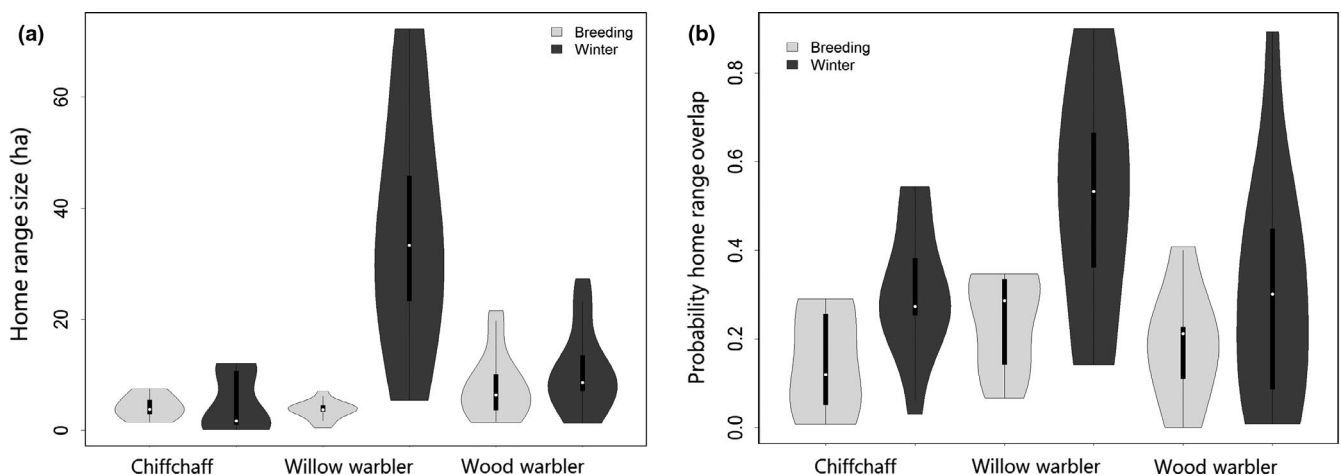 (a)
Breeding
Winter
Home range size (ha)
60
40
20
0
Chiffchaff Willow warbler Wood warbler
(b)
Breeding
Winter
Probability home range overlap
0.8
0.6
0.4
0.2
0.0
Chiffchaff Willow warbler Wood warbler